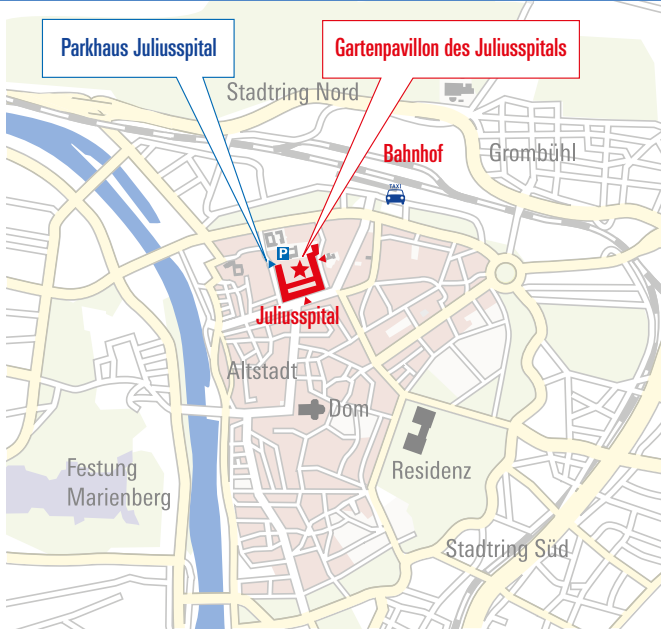 Parkhaus Juliusspital
Gartenpavillon des Juliusspitals
Stadtring Nord
Bahnhof
Grombühl
TAXI
P
Juliusspital
Altstadt
Dom
Festung
Marienberg
Residenz
Stadtring Süd